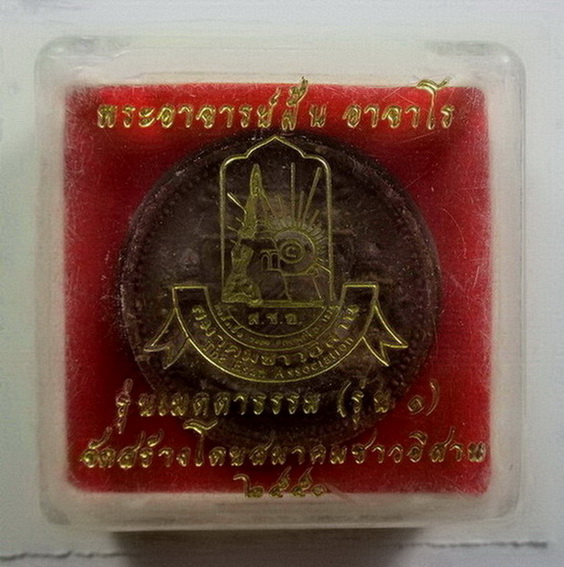 พระอาจารย์ฝั้น อาจาโร
ส.ช.อ.
สมาคมชาวอีสาน
Association
รุ่นเมตตาธรรม (รุ่น ๑)
จัดสร้างโดยสมาคมชาวอีสาน
๒๕๕๐